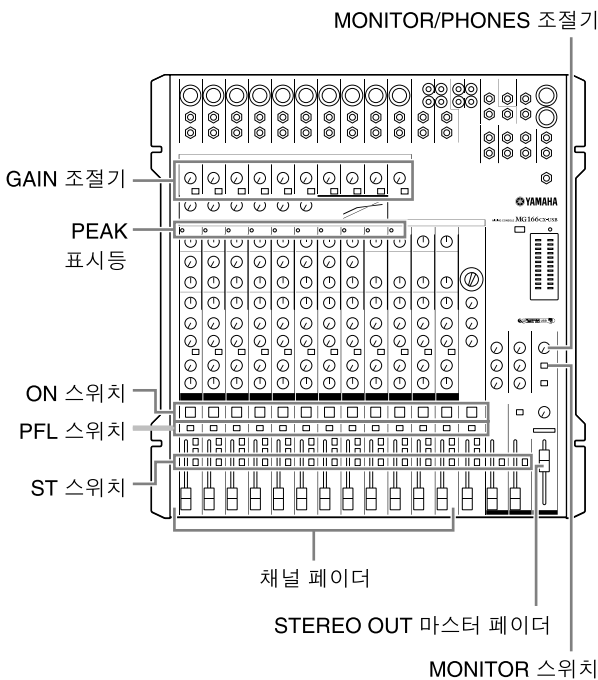 MONITOR/PHONES 조절기
GAIN 조절기
YAMAHA
MG166CX-USB
PEAK
표시등
ON 스위치
PFL 스위치
ST 스위치
채널 페이더
STEREO OUT 마스터 페이더
MONITOR 스위치